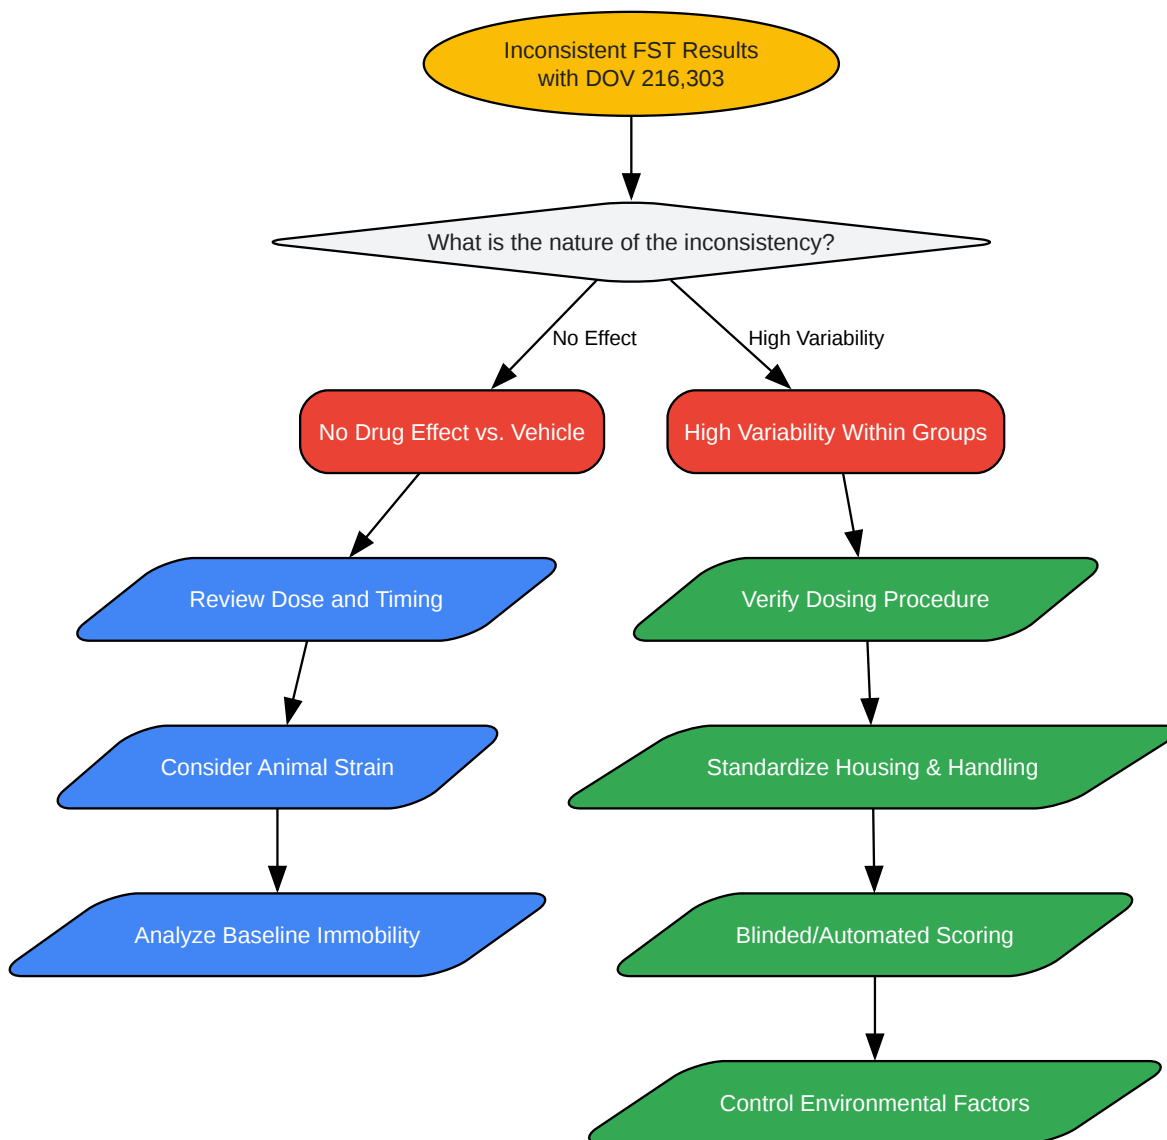 Inconsistent FST Results
with DOV 216,303
What is the nature of the inconsistency?
No Effect
High Variability
No Drug Effect vs. Vehicle
High Variability Within Groups
Review Dose and Timing
Verify Dosing Procedure
Consider Animal Strain
Standardize Housing & Handling
Analyze Baseline Immobility
Blinded/Automated Scoring
Control Environmental Factors